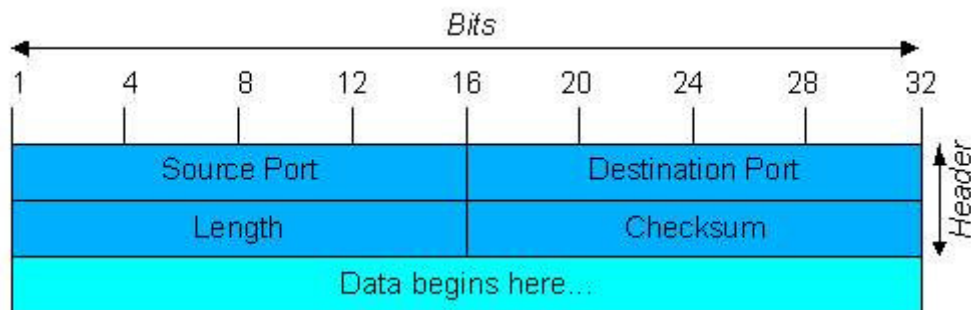 Bits
1 4 8 12 16 20 24 28 32
Source Port Destination Port
Header
Length Checksum
Data begins here...